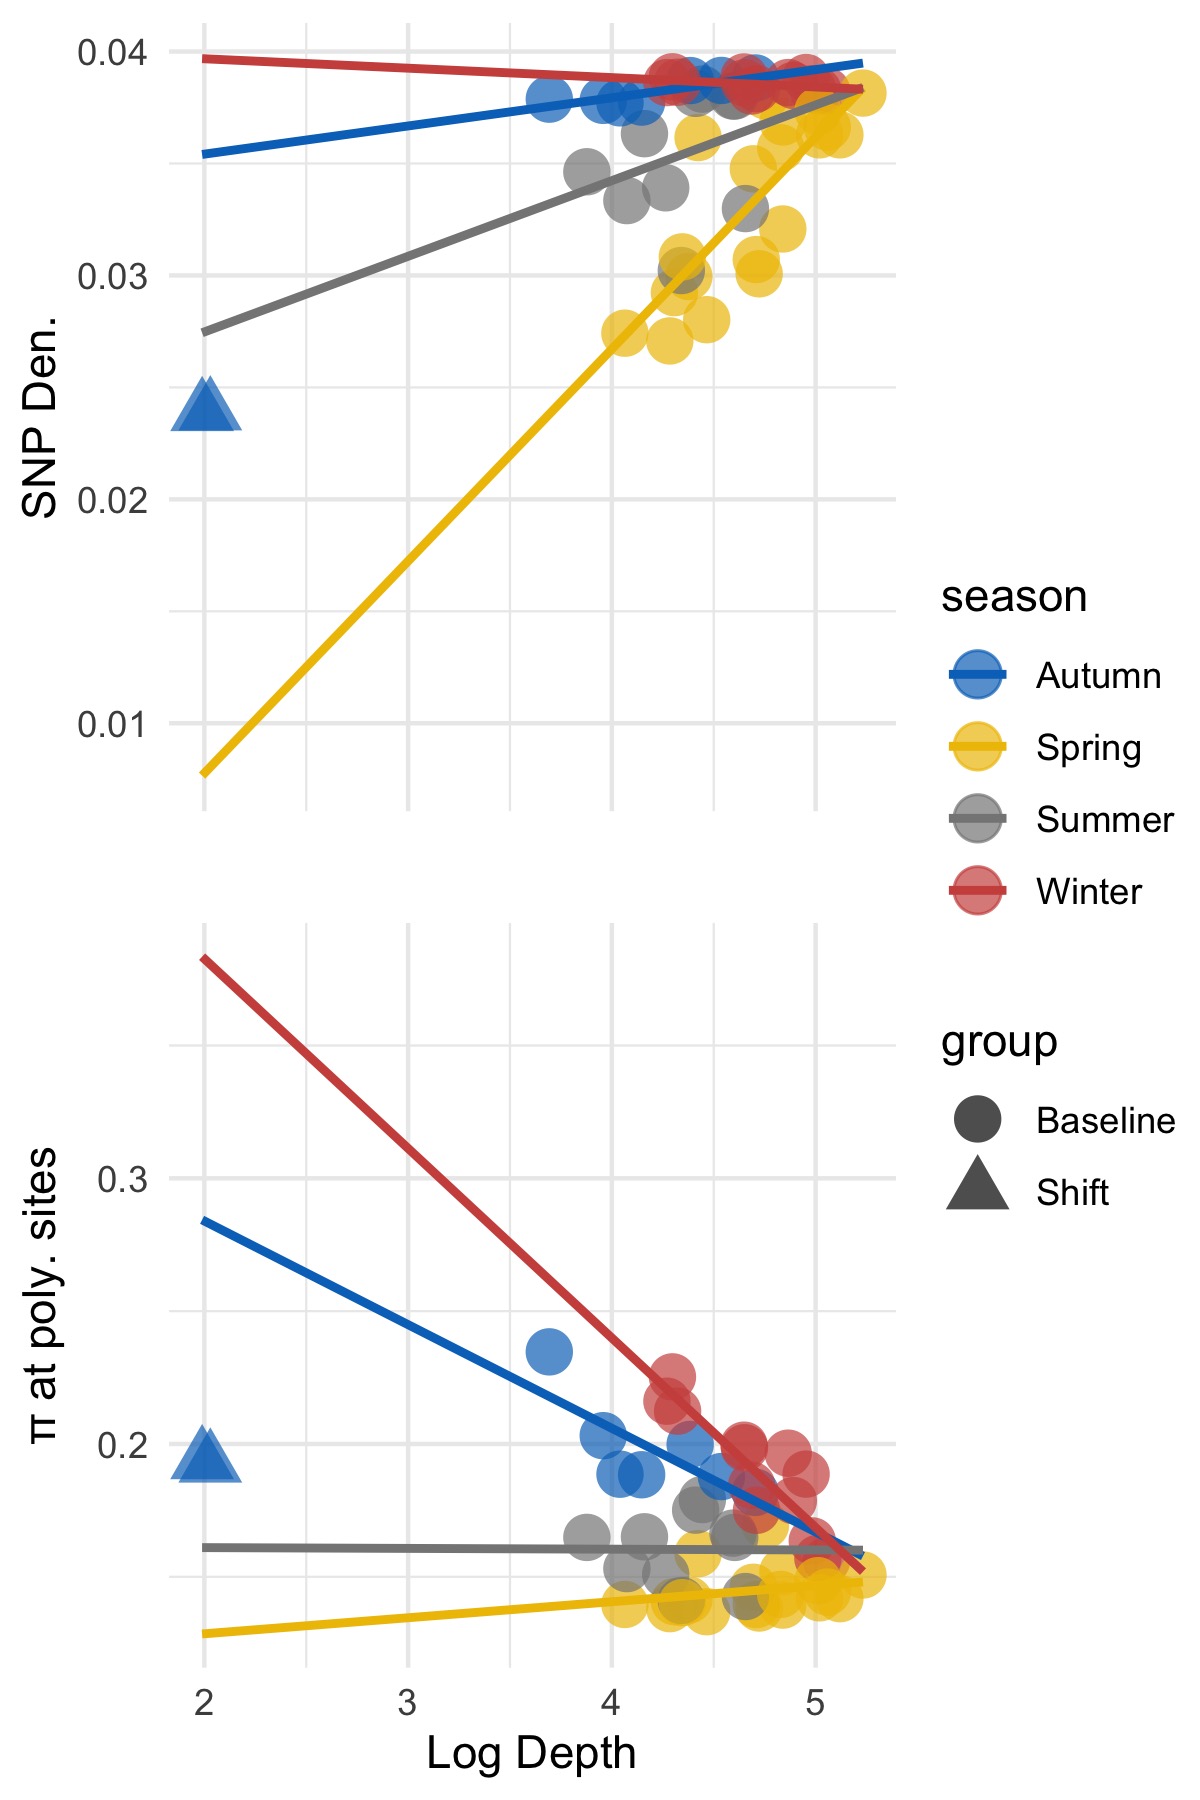 0.04
0.03
0.02
0.01
SNP Den.
0.3
0.2
π at poly. sites
2 3 4 5
Log Depth
season
Autumn
Spring
Summer
Winter
group
Baseline
Shift